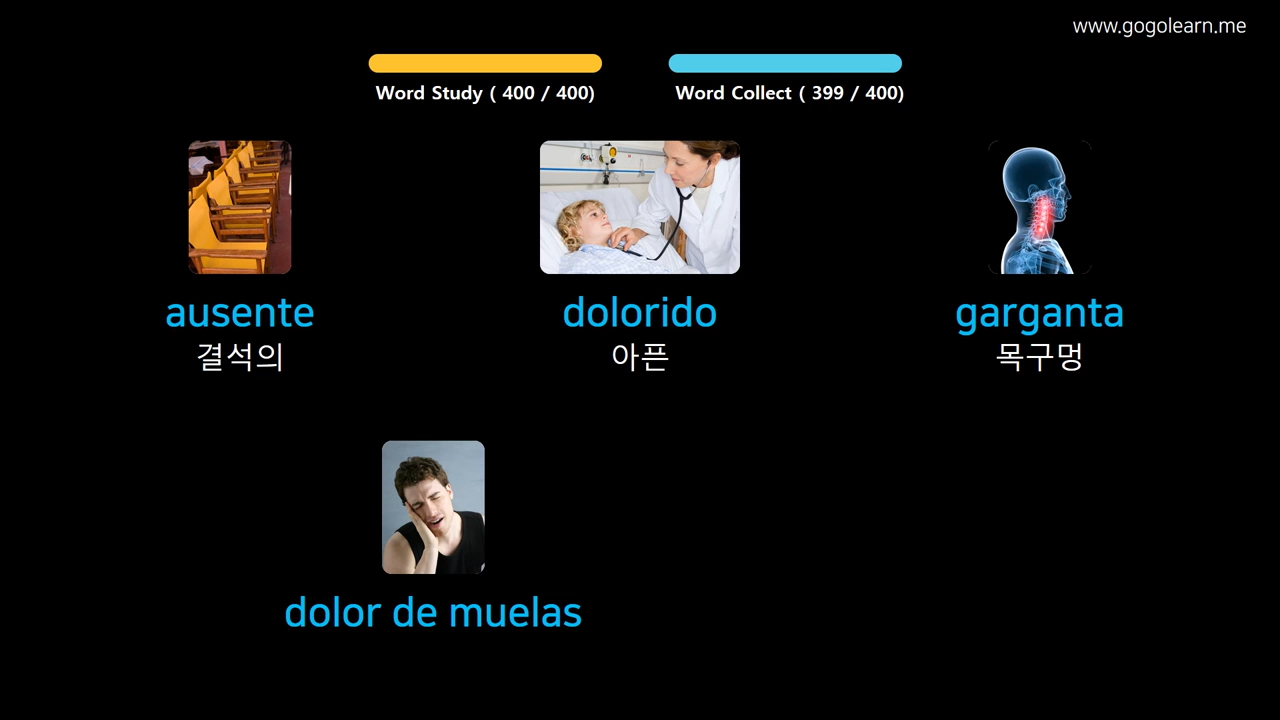 www.gogolearn.me
Word Study ( 400 / 400)
Word Collect ( 399 / 400)
ausente
결석의
dolorido
아픈
garganta
목구멍
dolor de muelas